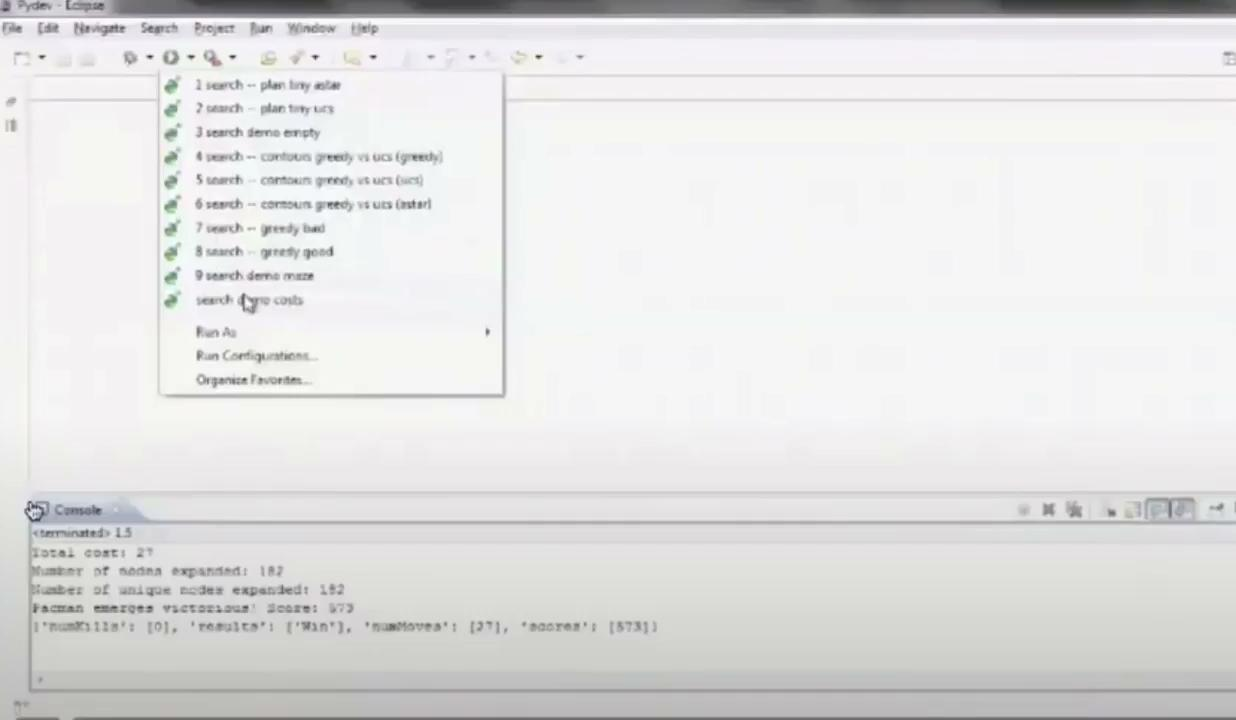 Pydev - Eclipse
File Edit Navigate Search Project Run Window Help
1 search -- plan tiny astar
2 search -- plan tiny ucs
3 search demo empty
4 search -- contours greedy vs ucs (greedy)
5 search -- contours greedy vs ucs (ucs)
6 search -- contours greedy vs ucs (astar)
7 search -- greedy bad
8 search -- greedy good
9 search demo maze
search demo costs
Run As
Run Configurations...
Organize Favorites...
Console
<terminated> 1.5
Total cost: 27
Number of nodes expanded: 182
Number of unique nodes expanded: 182
Pacman emerges victorious! Score: 573
{'numKills': [0], 'results': ['Win'], 'numMoves': [27], 'scores': [573]}